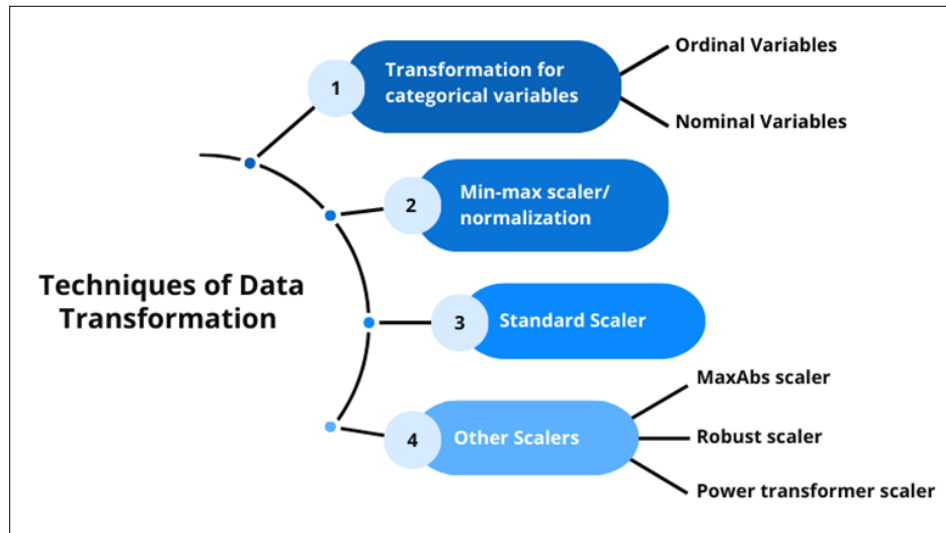 Techniques of Data
Transformation
1
Transformation for
categorical variables
Ordinal Variables
Nominal Variables
2
Min-max scaler/
normalization
3
Standard Scaler
4
Other Scalers
MaxAbs scaler
Robust scaler
Power transformer scaler